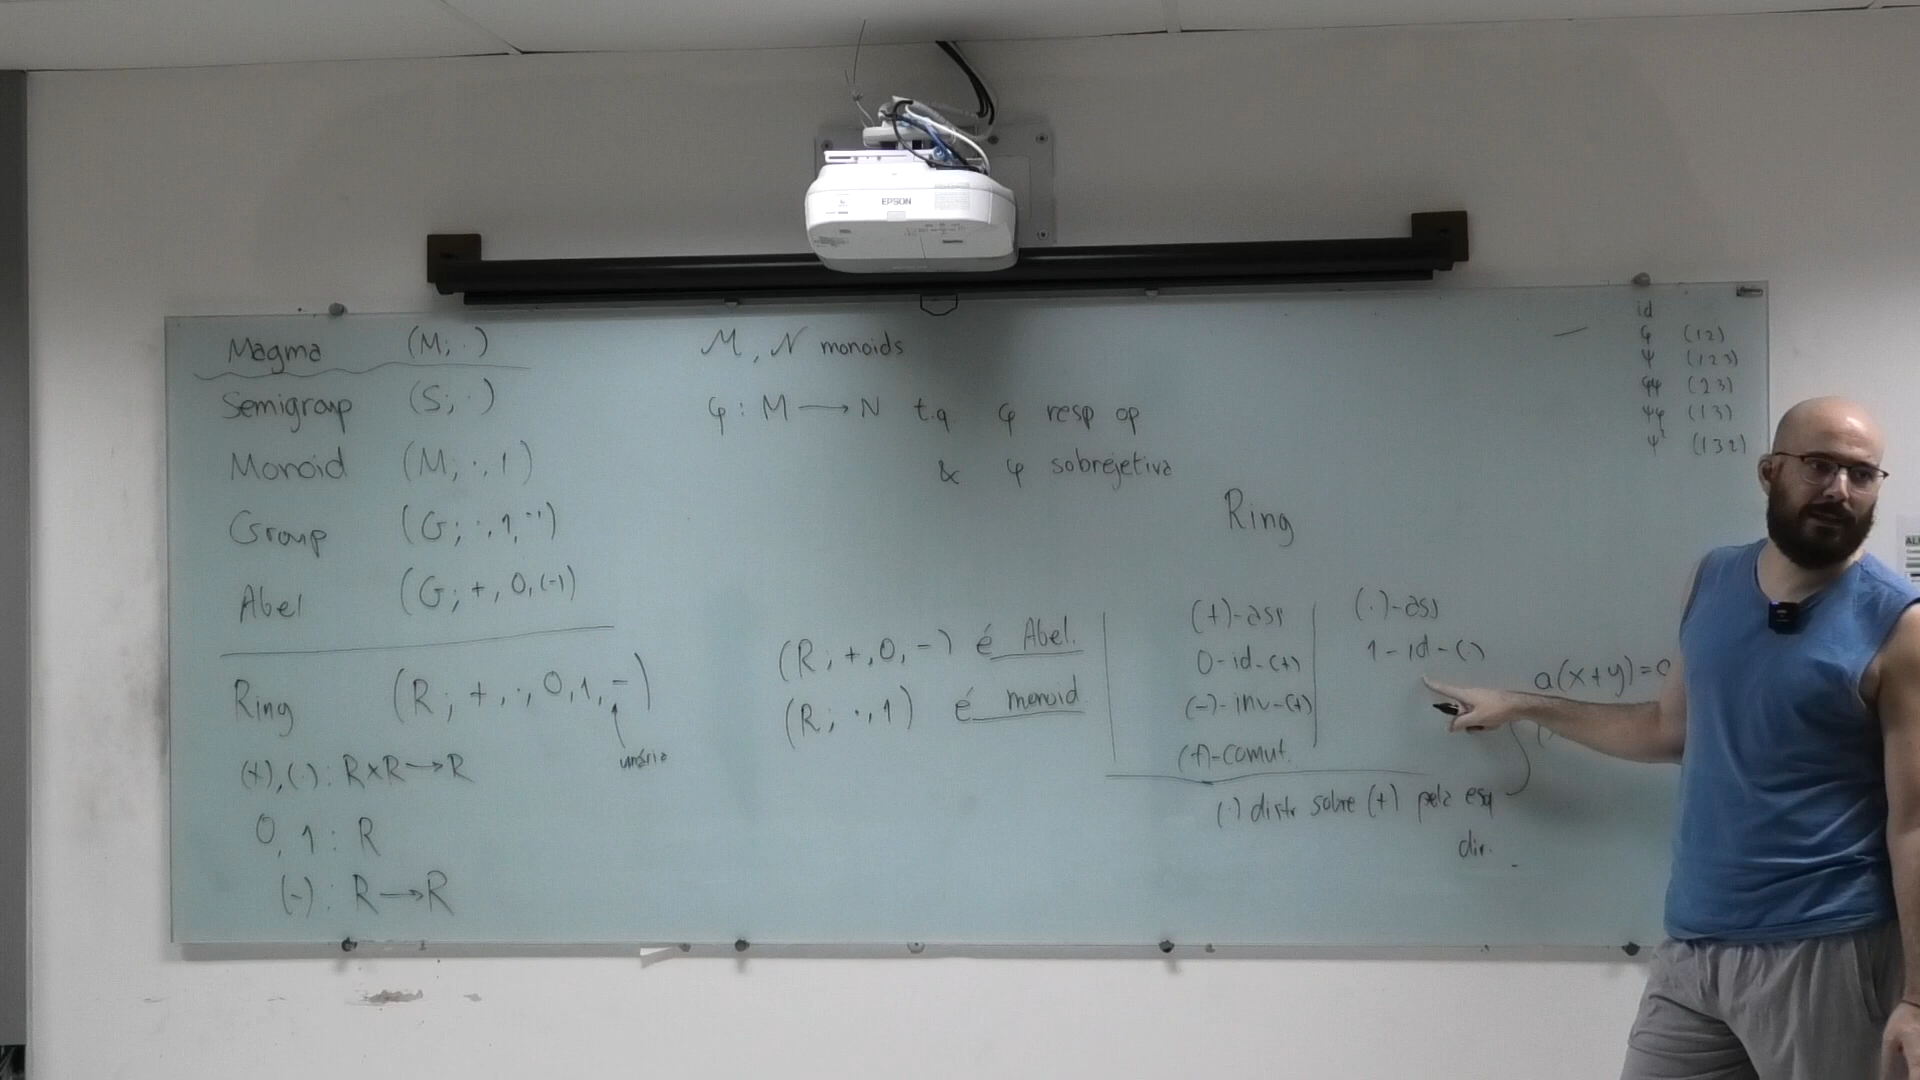 EPSON
Magma (M; ·)
Semigroup (S; ·)
Monoid (M; ·, 1)
Group (G; ·, 1, ⁻¹)
Abel (G; +, 0, (-))
Ring (R; +, ·, 0, 1, -)
unária
(+), (·) : R×R → R
0, 1 : R
(-) : R → R
M, N monoids
φ : M → N t.q φ resp op
& φ sobrejetiva
(R; +, 0, -) é Abel.
(R; ·, 1) é monoid
Ring
(+)-ass
0-id-(+)
(-)-inv-(+)
(+)-comut.
(·)-ass
1-id-(·)
(·) distr sobre (+) pela esq
dir.
a(x+y)=
id
φ (12)
ψ (123)
φψ (23)
ψφ (13)
ψ² (132)